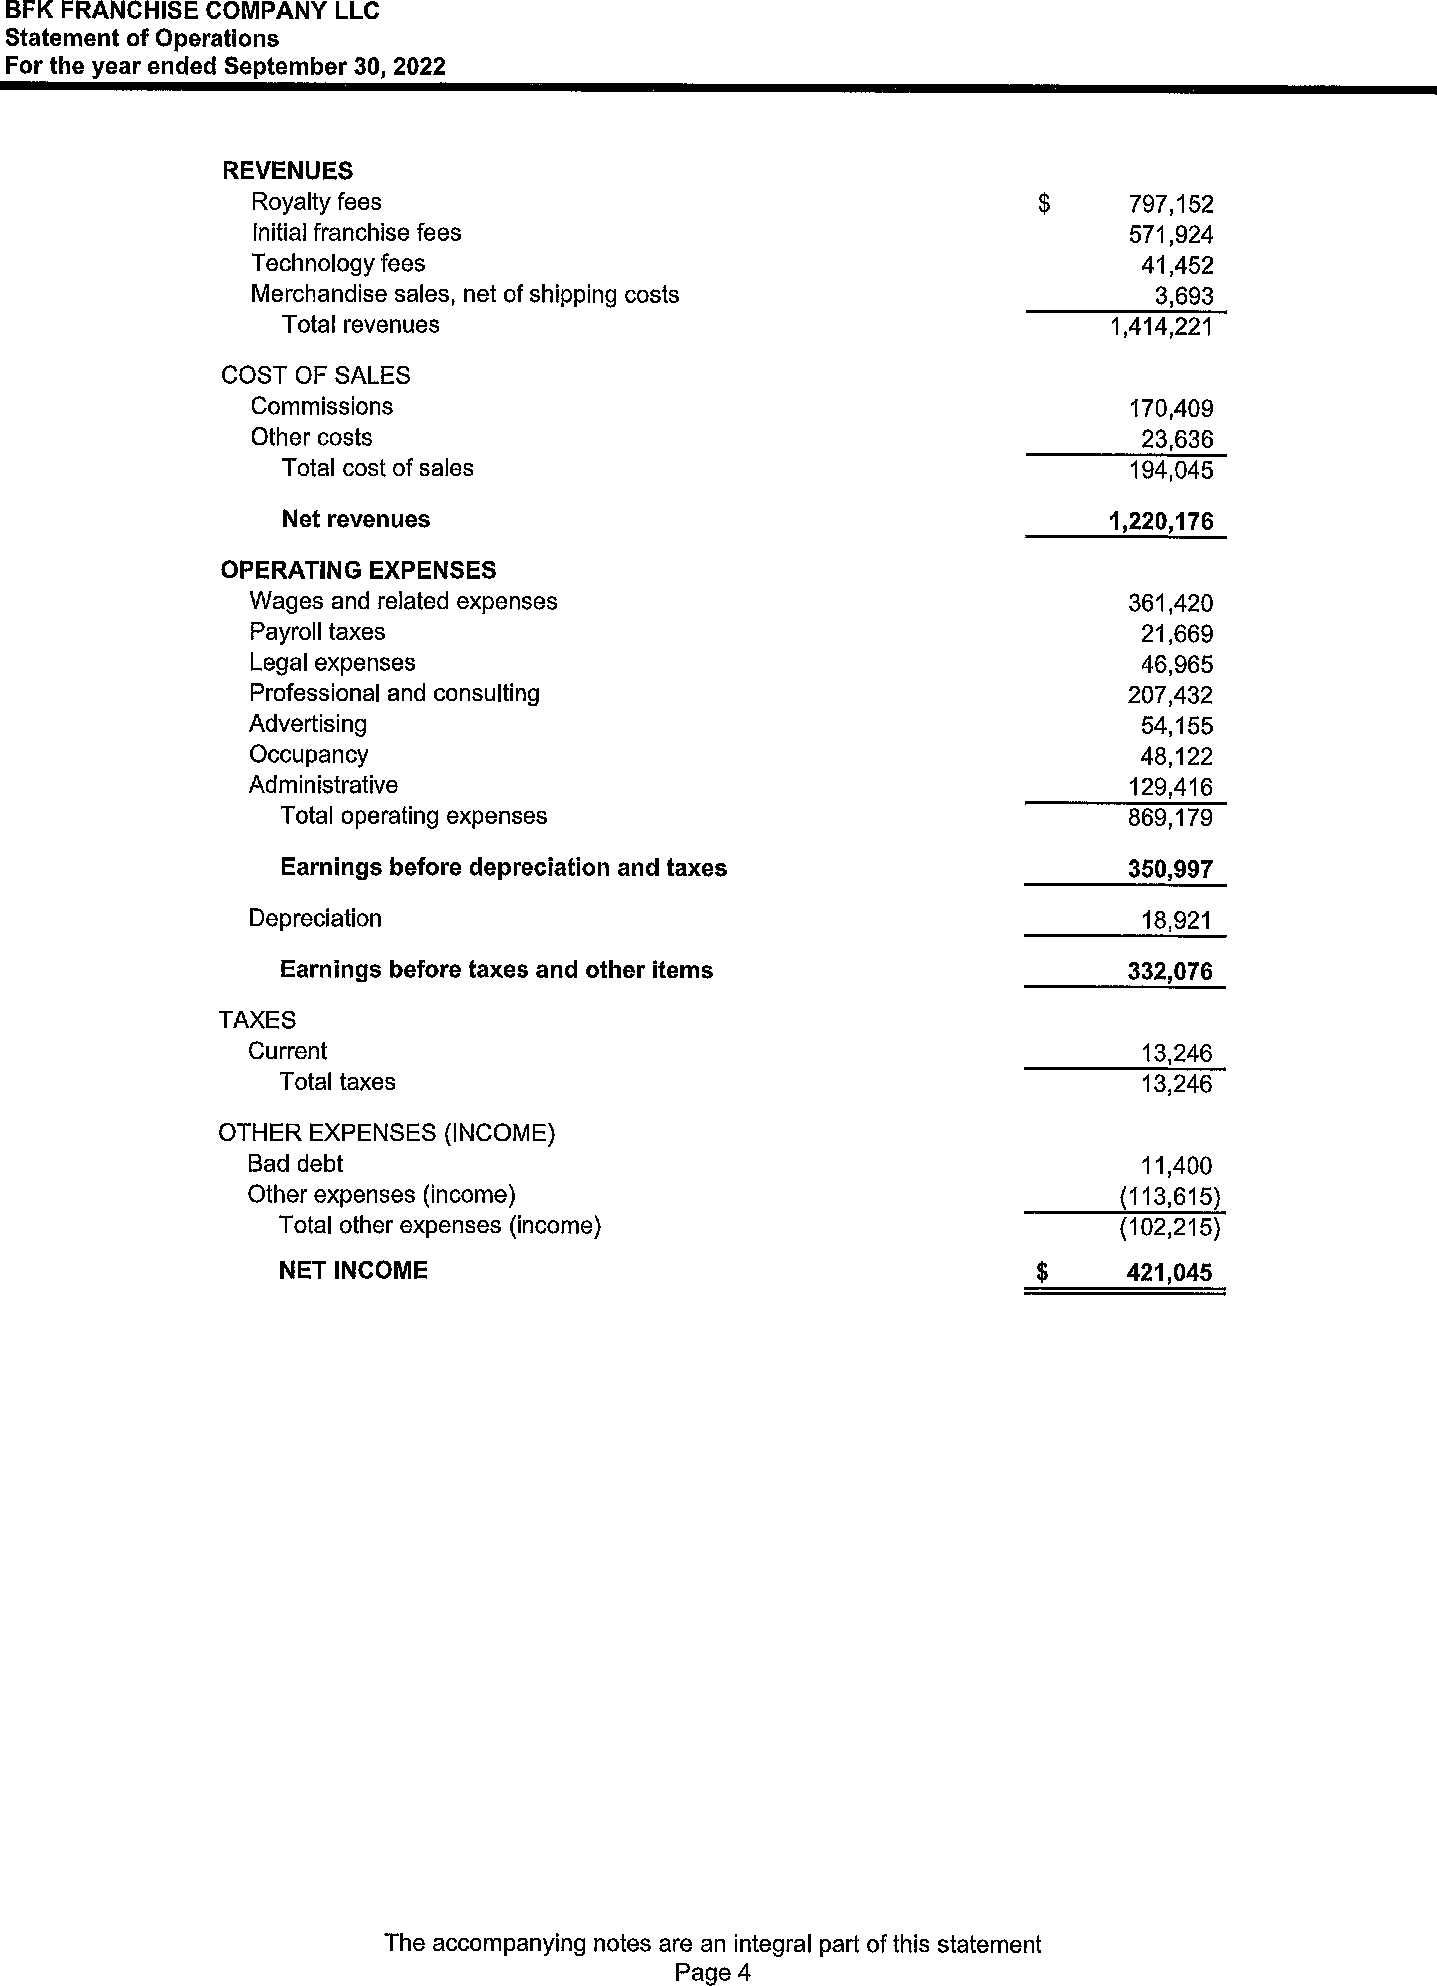 BFK FRANCHISE COMPANY LLC
Statement of Operations
For the year ended September 30, 2022
REVENUES
Royalty fees $ 797,152
Initial franchise fees 571,924
Technology fees 41,452
Merchandise sales, net of shipping costs 3,693
Total revenues 1,414,221
COST OF SALES
Commissions 170,409
Other costs 23,636
Total cost of sales 194,045
Net revenues 1,220,176
OPERATING EXPENSES
Wages and related expenses 361,420
Payroll taxes 21,669
Legal expenses 46,965
Professional and consulting 207,432
Advertising 54,155
Occupancy 48,122
Administrative 129,416
Total operating expenses 869,179
Earnings before depreciation and taxes 350,997
Depreciation 18,921
Earnings before taxes and other items 332,076
TAXES
Current 13,246
Total taxes 13,246
OTHER EXPENSES (INCOME)
Bad debt 11,400
Other expenses (income) (113,615)
Total other expenses (income) (102,215)
NET INCOME $ 421,045
The accompanying notes are an integral part of this statement
Page 4